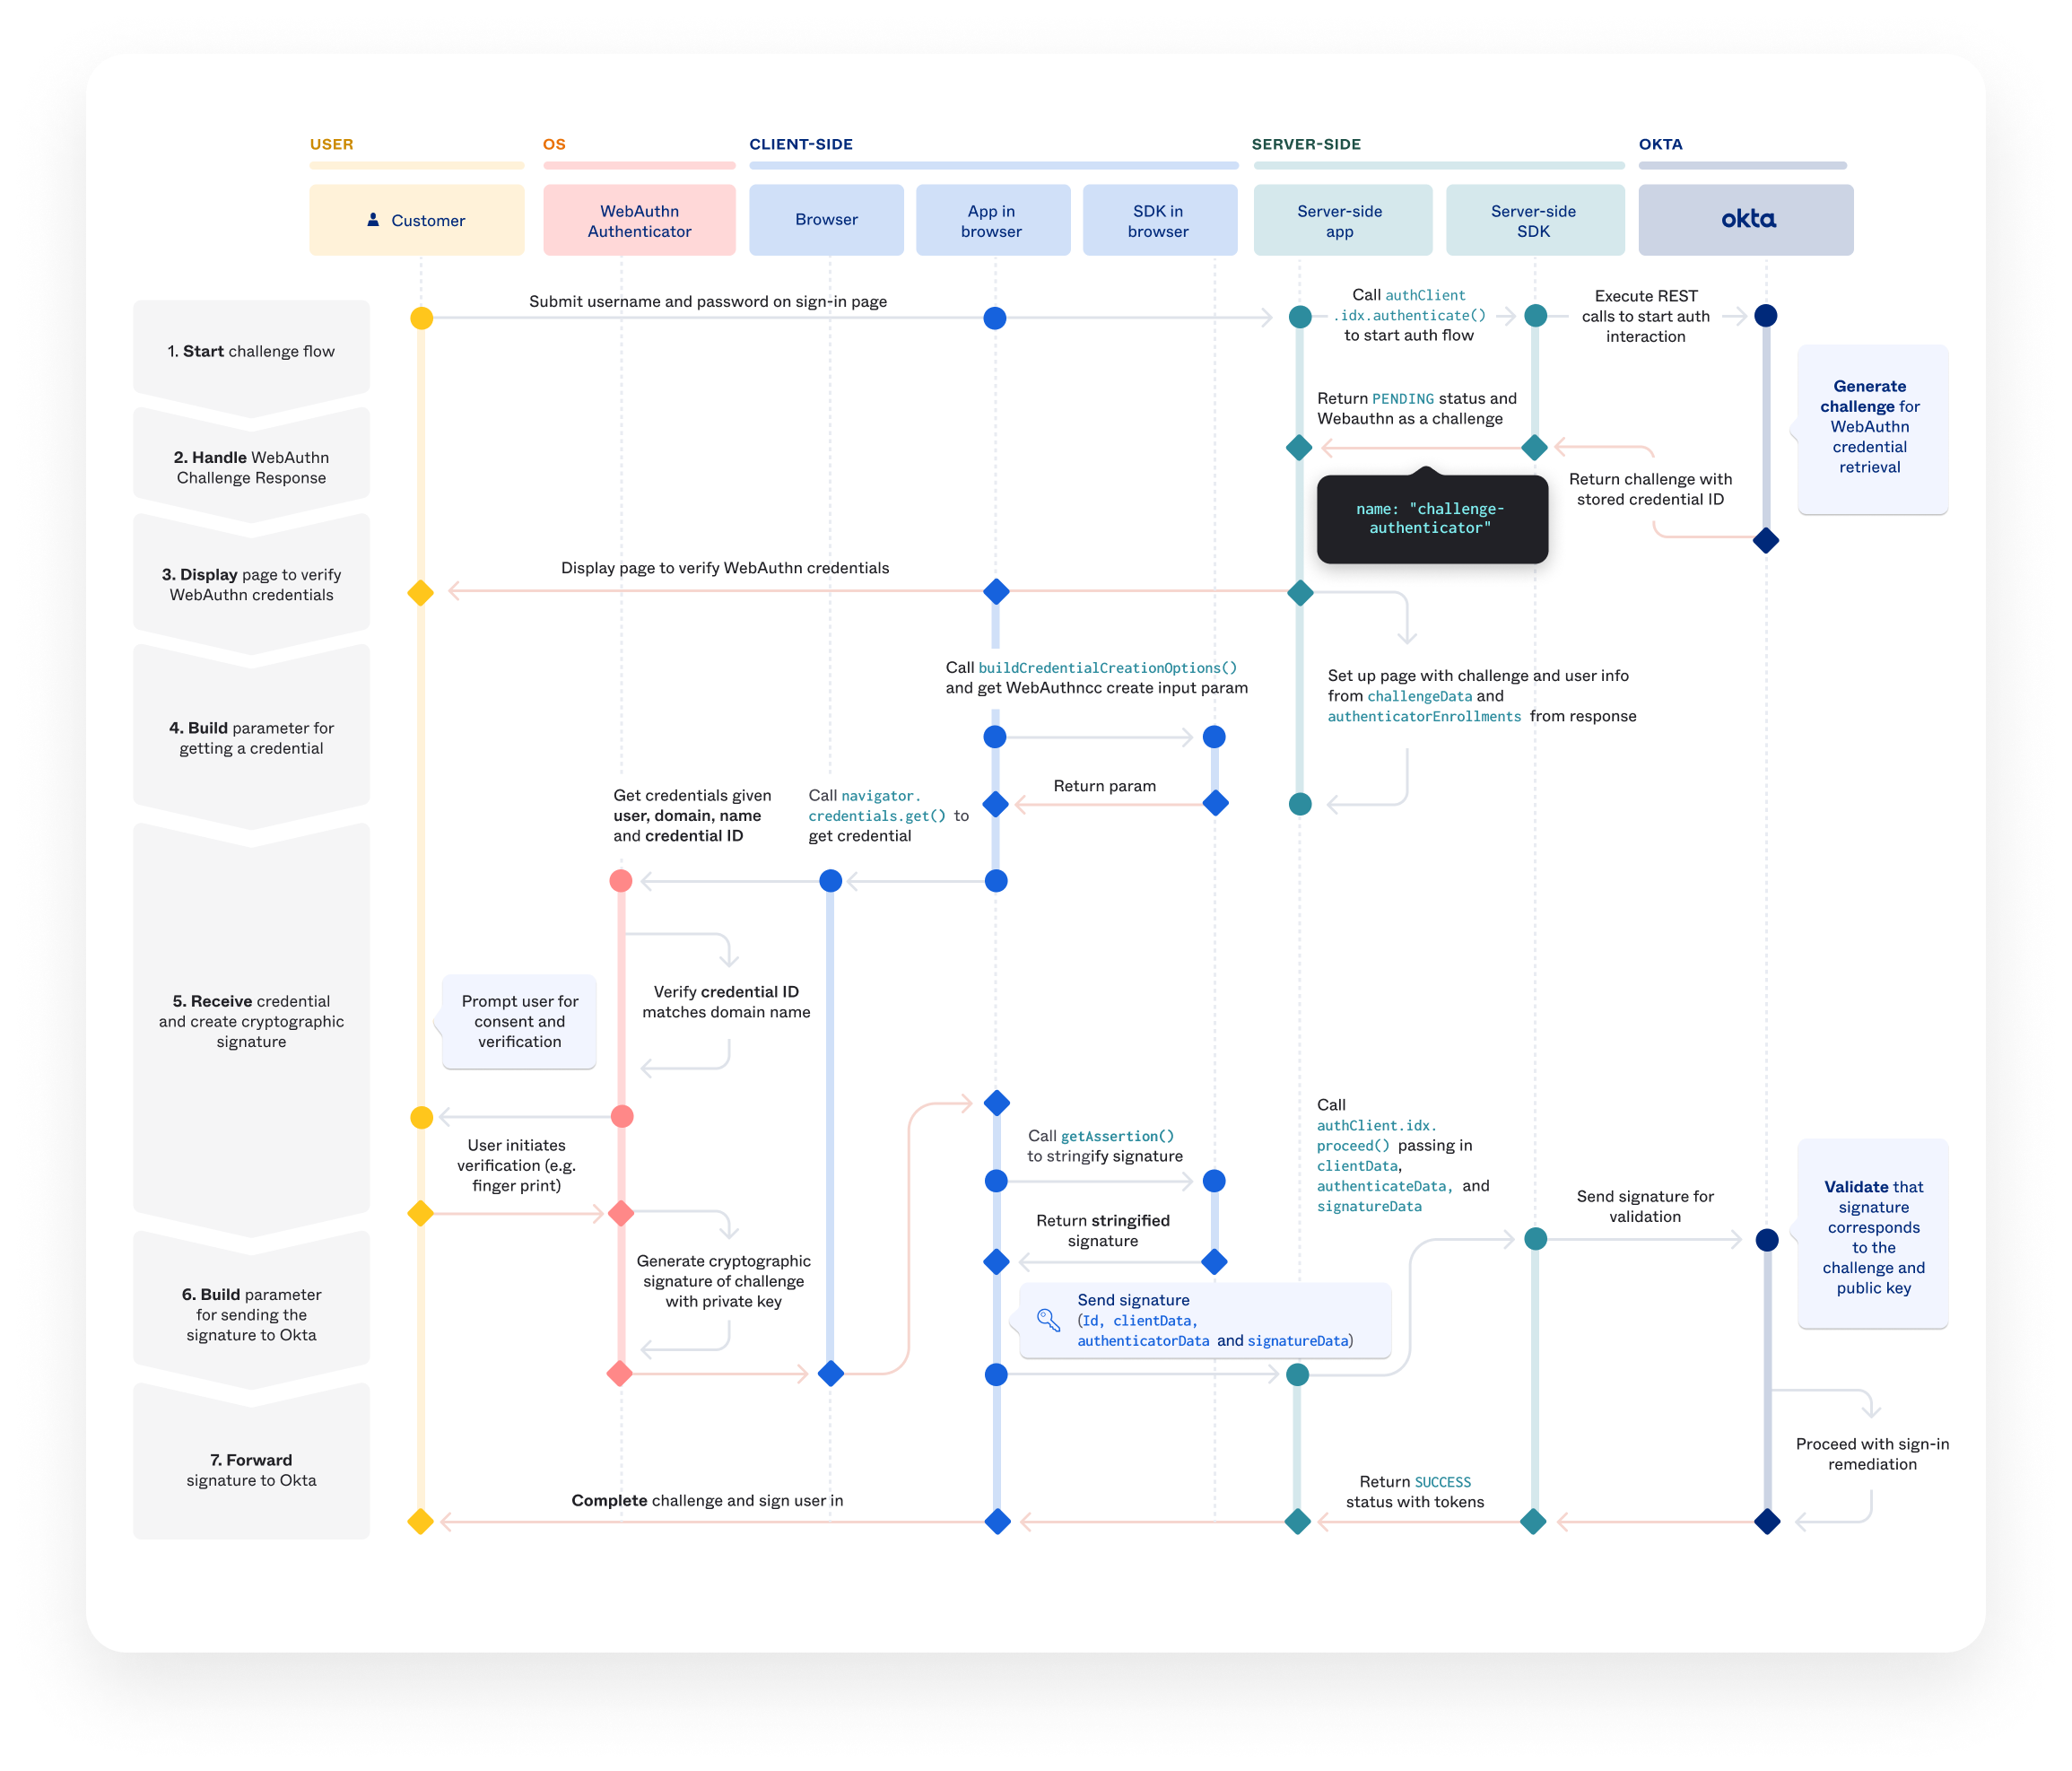 USER
OS
CLIENT-SIDE
SERVER-SIDE
OKTA
Customer
WebAuthn
Authenticator
Browser
App in
browser
SDK in
browser
Server-side
app
Server-side
SDK
okta
1. Start challenge flow
Submit username and password on sign-in page
Call authClient
.idx.authenticate()
to start auth flow
Execute REST
calls to start auth
interaction
Generate
challenge for
WebAuthn
credential
retrieval
2. Handle WebAuthn
Challenge Response
Return PENDING status and
Webauthn as a challenge
name: "challenge-
authenticator"
Return challenge with
stored credential ID
3. Display page to verify
WebAuthn credentials
Display page to verify WebAuthn credentials
4. Build parameter for
getting a credential
Call buildCredentialCreationOptions()
and get WebAuthncc create input param
Set up page with challenge and user info
from challengeData and
authenticatorEnrollments from response
Return param
Get credentials given
user, domain, name
and credential ID
Call navigator.
credentials.get() to
get credential
5. Receive credential
and create cryptographic
signature
Prompt user for
consent and
verification
Verify credential ID
matches domain name
User initiates
verification (e.g.
finger print)
Call getAssertion()
to stringify signature
Call
authClient.idx.
proceed() passing in
clientData,
authenticateData, and
signatureData
Send signature for
validation
Validate that
signature
corresponds
to the
challenge and
public key
Return stringified
signature
Generate cryptographic
signature of challenge
with private key
6. Build parameter
for sending the
signature to Okta
Send signature
(Id, clientData,
authenticatorData and signatureData)
7. Forward
signature to Okta
Proceed with sign-in
remediation
Complete challenge and sign user in
Return SUCCESS
status with tokens